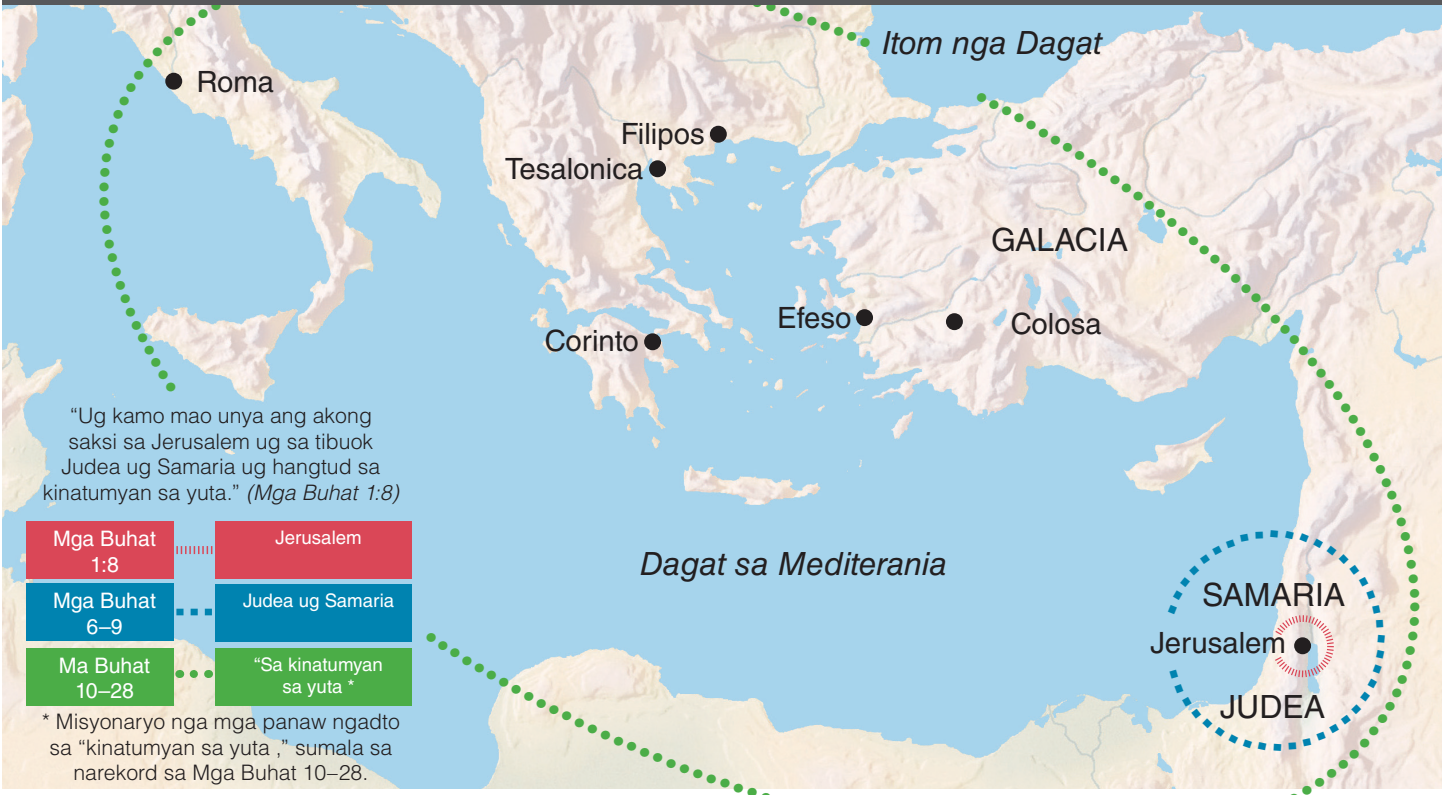 Itom nga Dagat
Roma
Filipos
Tesalonica
GALACIA
Efeso
Colosa
Corinto
“Ug kamo mao unya ang akong
saksi sa Jerusalem ug sa tibuok
Judea ug Samaria ug hangtud sa
kinatumyan sa yuta.” (Mga Buhat 1:8)
Mga Buhat
1:8
Jerusalem
Mga Buhat
6–9
Judea ug Samaria
Ma Buhat
10–28
“Sa kinatumyan
sa yuta *
* Misyonaryo nga mga panaw ngadto
sa “kinatumyan sa yuta ,” sumala sa
narekord sa Mga Buhat 10–28.
Dagat sa Mediterania
SAMARIA
Jerusalem
JUDEA